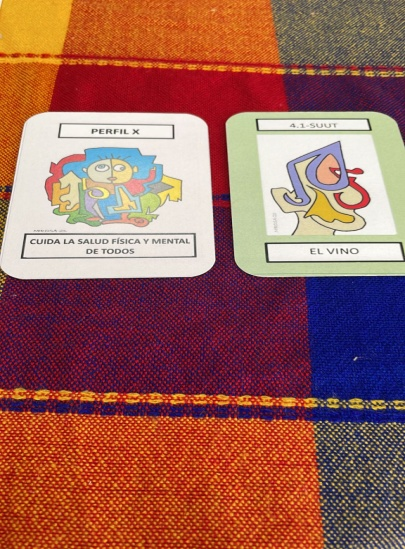 PERFIL X
CUIDA LA SALUD FÍSICA Y MENTAL
DE TODOS
4.1-SUUT
EL VINO